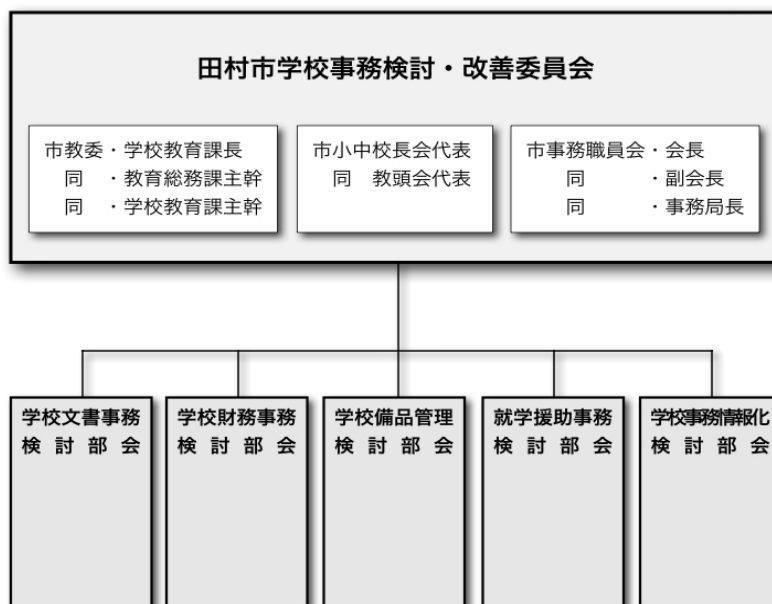 田村市学校事務検討・改善委員会
市教委・学校教育課長
同　・教育総務課主幹
同　・学校教育課主幹
市小中校長会代表
同　教頭会代表
市事務職員会・会長
同　・副会長
同　・事務局長
学校文書事務
検討部会
学校財務事務
検討部会
学校備品管理
検討部会
就学援助事務
検討部会
学校事務情報化
検討部会